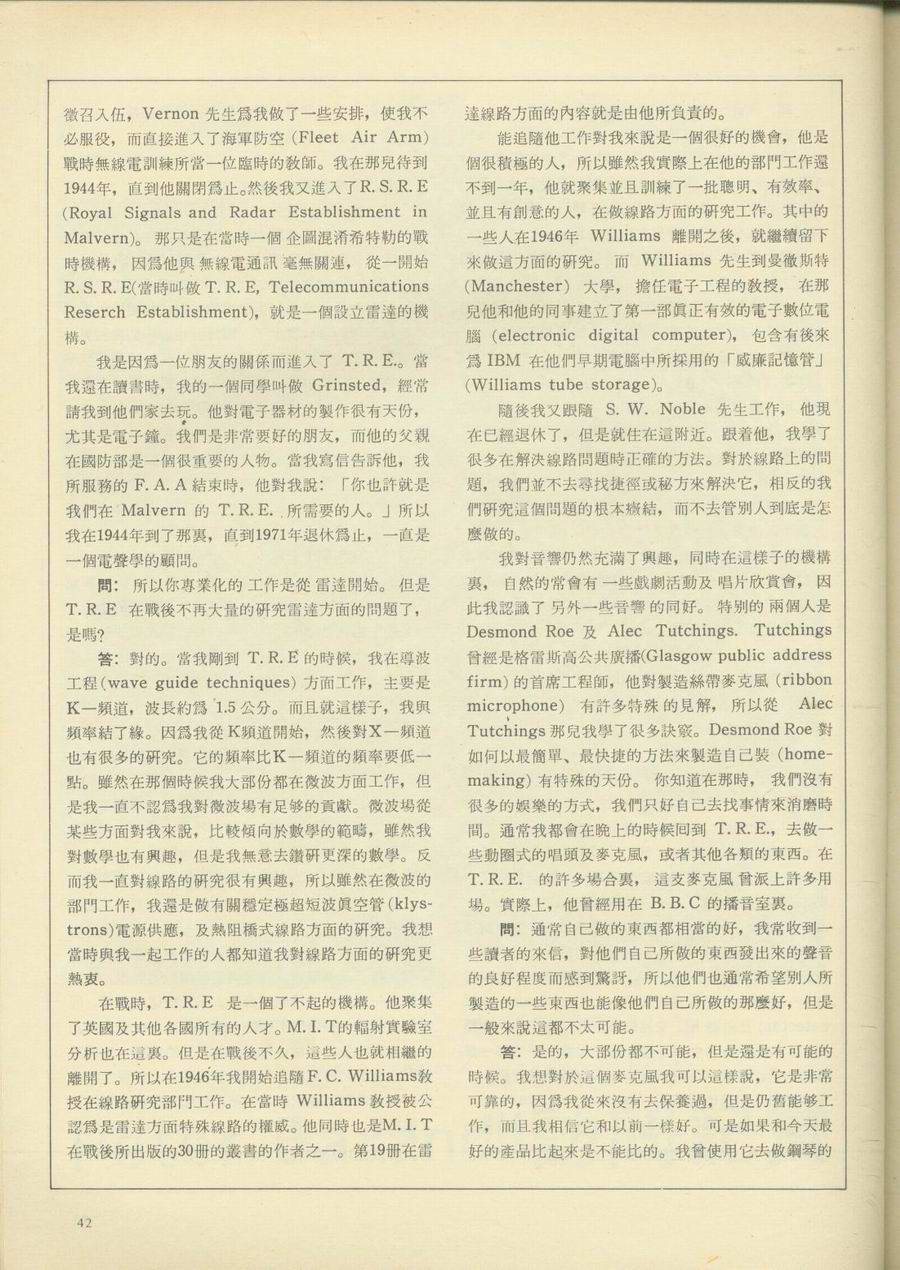 徵召入伍，Vernon 先生爲我做了一些安排，使我不
必服役，而直接進入了海軍防空 (Fleet Air Arm)
戰時無線電訓練所當一位臨時的敎師。我在那兒待到
1944年，直到他關閉爲止。然後我又進入了R. S. R. E
(Royal Signals and Radar Establishment in
Malvern)。 那只是在當時一個 企圖混淆希特勒的戰
時機構， 因爲他與 無線電通訊 毫無關連， 從一開始
R. S. R. E(當時叫做 T. R. E, Telecommunications
Reserch Establishment)，就是一個設立雷達的機
構。
我是因爲一位朋友的關係而進入了 T. R. E.。當
我還在讀書時，我的一個同學叫做 Grinsted，經常
請我到他們家去玩。他對電子器材的製作很有天份，
尤其是電子鐘。我們是非常要好的朋友，而他的父親
在國防部是一個很重要的人物。當我寫信告訴他，我
所服務的 F. A. A 結束時，他對我說：「你也許就是
我們在 Malvern 的 T. R. E. 所需要的人。」所以
我在1944年到了那裏，直到1971年退休爲止，一直是
一個電聲學的顧問。
問： 所以你專業化的 工作是從 雷達開始。 但是
T. R. E 在戰後不再大量的研究雷達方面的問題了，
是嗎?
答：對的。當我剛到 T. R. E 的時候，我在導波
工程(wave guide techniques) 方面工作，主要是
K—頻道，波長約爲 1.5 公分。而且就這樣子，我與
頻率結了緣。因爲我從 K頻道開始，然後對X—頻道
也有很多的研究。它的頻率比K—頻道的頻率要低一
點。雖然在那個時候我大部份都在微波方面工作，但
是我一直不認爲我對微波場有足够的貢獻。微波場從
某些方面對我來說，比較傾向於數學的範疇，雖然我
對數學也有興趣，但是我無意去鑽研更深的數學。反
而我一直對線路的研究很有興趣，所以雖然在微波的
部門工作，我還是做有關穩定極超短波眞空管 (klys-
trons)電源供應，及熱阻橋式線路方面的研究。我想
當時與我一起工作的人都知道我對線路方面的研究更
熱衷。
在戰時，T. R. E 是一個了不起的機構。他聚集
了英國及其他各國所有的人才。M. I. T的輻射實驗室
分析也在這裏。但是在戰後不久，這些人也就相繼的
離開了。所以在1946年我開始追隨 F. C. Williams敎
授在線路研究部門工作。在當時 Williams 敎授被公
認爲是雷達方面特殊線路的權威。他同時也是M. I. T
在戰後所出版的30冊的叢書的作者之一。第19冊在雷
達線路方面的內容就是由他所負責的。
能追隨他工作對我來說是一個很好的機會，他是
個很積極的人，所以雖然我實際上在他的部門工作還
不到一年，他就聚集並且訓練了一批聰明、有效率、
並且有創意的人，在做線路方面的研究工作。其中的
一些人在1946年 Williams 離開之後，就繼續留下
來做這方面的研究。 而 Williams 先生到曼徹斯特
(Manchester) 大學， 擔任電子工程的敎授， 在那
兒他和他的同事建立了第一部眞正有效的電子數位電
腦 (electronic digital computer)， 包含有後來
爲 IBM 在他們早期電腦中所採用的「威廉記憶管」
(Williams tube storage)。
隨後我又跟隨 S. W. Noble 先生工作， 他現
在已經退休了，但是就住在這附近。跟着他，我學了
很多在解決線路問題時正確的方法。對於線路上的問
題，我們並不去尋找捷徑或秘方來解決它，相反的我
們研究這個問題的根本癥結，而不去管别人到底是怎
麼做的。
我對音響仍然充滿了興趣，同時在這樣子的機構
裏， 自然的常會有 一些戲劇活動及 唱片欣賞會， 因
此我認識了 另外一些音響 的同好。 特别的 兩個人是
Desmond Roe 及 Alec Tutchings. Tutchings
曾經是格雷斯高公共廣播(Glasgow public address
firm) 的首席工程師，他對製造絲帶麥克風 (ribbon
microphone) 有許多特殊 的見解， 所以從 Alec
Tutchings 那兒我學了很多訣竅。Desmond Roe 對
如何以最簡單、最快捷的方法來製造自己裝 (home-
making) 有特殊的天份。 你知道在那時， 我們沒有
很多的娛樂的方式，我們只好自己去找事情來消磨時
間。通常我都會在晚上的時候囘到 T. R. E.，去做一
些動圈式的唱頭及麥克風，或者其他各類的東西。在
T. R. E. 的許多場合裏， 這支麥克風 曾派上許多用
場。實際上，他曾經用在 B. B. C 的播音室裏。
問：通常自己做的東西都相當的好，我常收到一
些讀者的來信，對他們自己所做的東西發出來的聲音
的良好程度而感到驚訝，所以他們也通常希望别人所
製造的一些東西也能像他們自己所做的那麼好，但是
一般來說這都不太可能。
答：是的，大部份都不可能，但是還是有可能的
時候。我想對於這個麥克風我可以這樣說，它是非常
可靠的，因爲我從來沒有去保養過，但是仍舊能够工
作，而且我相信它和以前一樣好。可是如果和今天最
好的產品比起來是不能比的。我曾使用它去做鋼琴的
42